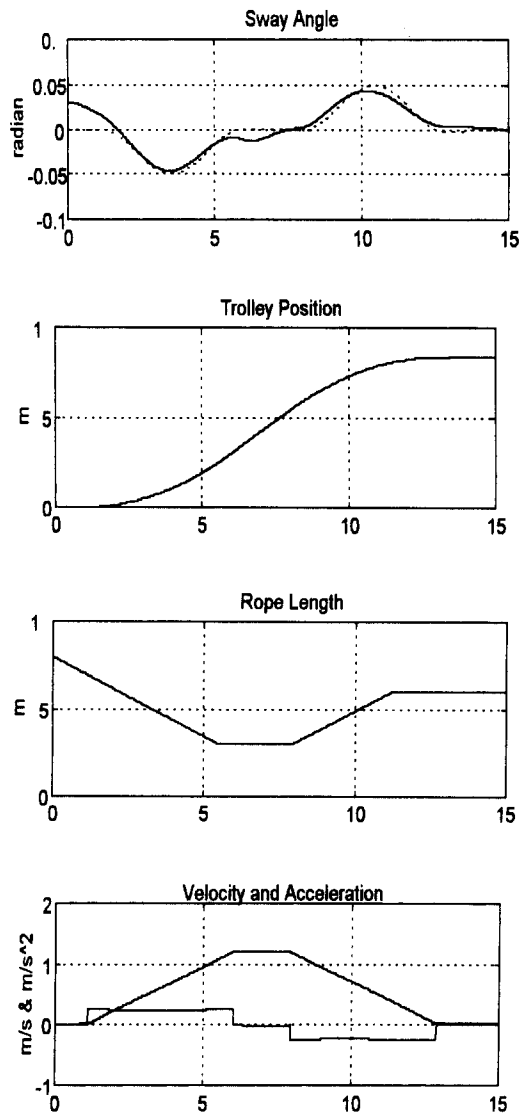 Sway Angle
0.
0.05
0
-0.05
-0.1
radian
0 5 10 15
Trolley Position
1
5
0
m
0 5 10 15
Rope Length
1
5
0
m
0 5 10 15
Velocity and Acceleration
2
1
0
-1
m/s & m/s^2
0 5 10 15